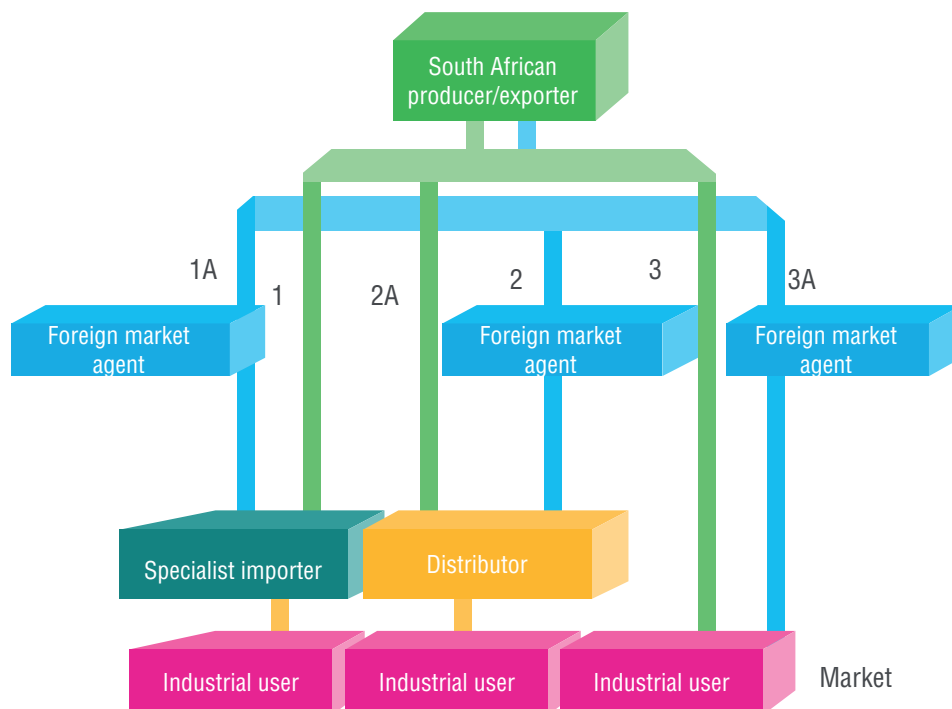 South African
producer/exporter
1A
1
2A
2
3
3A
Foreign market
agent
Foreign market
agent
Foreign market
agent
Specialist importer
Distributor
Industrial user
Industrial user
Industrial user
Market